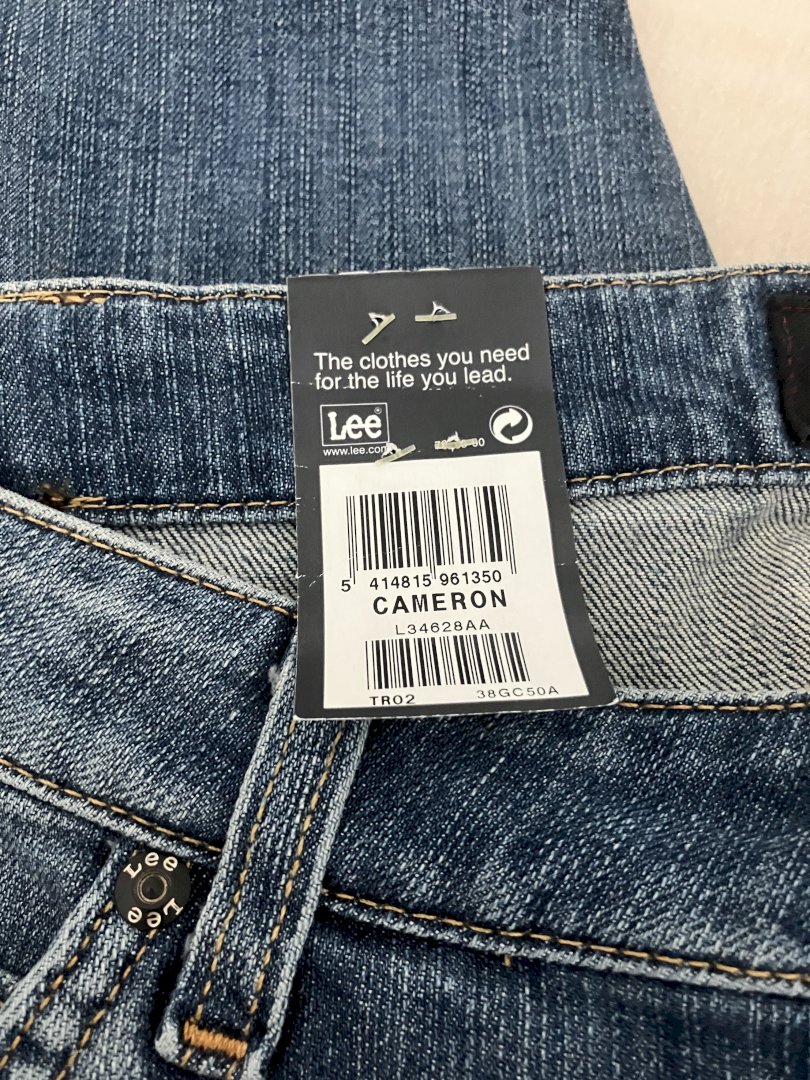 The clothes you need
for the life you lead.
Lee®
www.lee.com
5 414815 961350
CAMERON
L34628AA
TR02 38GC50A
Lee
Lee